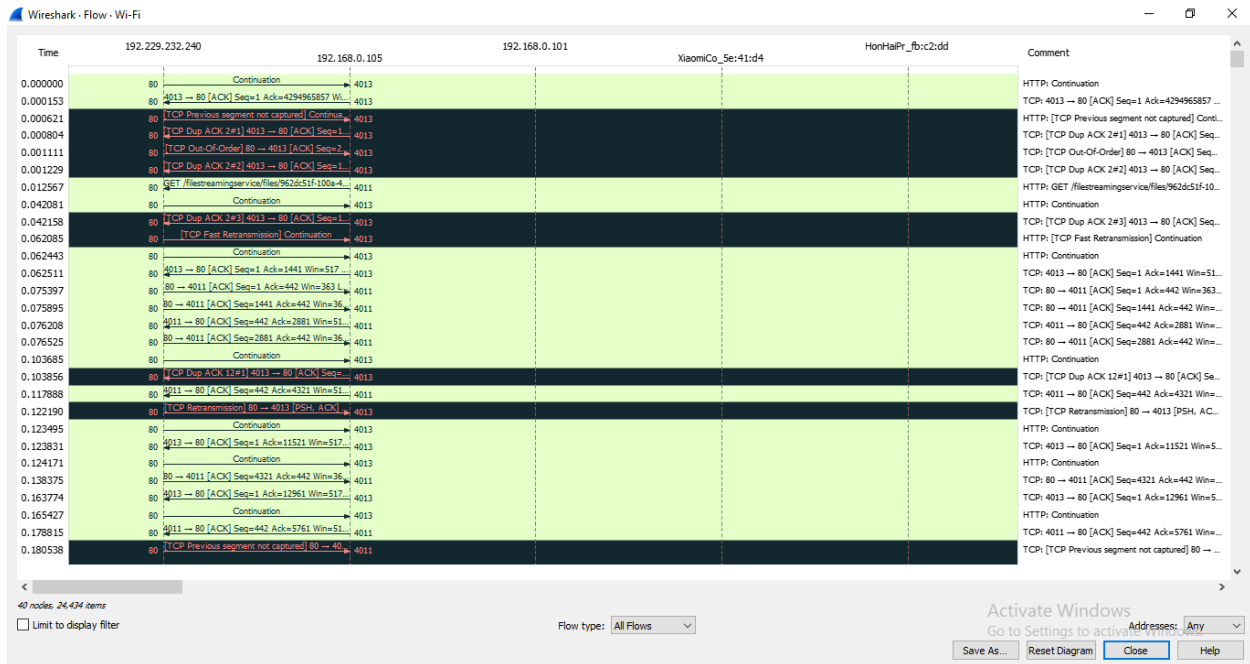 Wireshark · Flow · Wi-Fi
Time 192.229.232.240 192.168.0.105 192.168.0.101 XiaomiCo_5e:41:d4 HonHaiPr_fb:c2:dd Comment
0.000000 80 Continuation 4013 HTTP: Continuation
0.000153 80 4013 → 80 [ACK] Seq=1 Ack=4294965857 Wi... 4013 TCP: 4013 → 80 [ACK] Seq=1 Ack=4294965857 ...
0.000621 80 [TCP Previous segment not captured] Continua... 4013 HTTP: [TCP Previous segment not captured] Conti...
0.000804 80 [TCP Dup ACK 2#1] 4013 → 80 [ACK] Seq=1... 4013 TCP: [TCP Dup ACK 2#1] 4013 → 80 [ACK] Seq...
0.001111 80 [TCP Out-Of-Order] 80 → 4013 [ACK] Seq=2... 4013 TCP: [TCP Out-Of-Order] 80 → 4013 [ACK] Seq...
0.001229 80 [TCP Dup ACK 2#2] 4013 → 80 [ACK] Seq=1... 4013 TCP: [TCP Dup ACK 2#2] 4013 → 80 [ACK] Seq...
0.012567 80 GET /filestreamingservice/files/962dc51f-100a-4... 4011 HTTP: GET /filestreamingservice/files/962dc51f-10...
0.042081 80 Continuation 4013 HTTP: Continuation
0.042158 80 [TCP Dup ACK 2#3] 4013 → 80 [ACK] Seq=1... 4013 TCP: [TCP Dup ACK 2#3] 4013 → 80 [ACK] Seq...
0.062085 80 [TCP Fast Retransmission] Continuation 4013 HTTP: [TCP Fast Retransmission] Continuation
0.062443 80 Continuation 4013 HTTP: Continuation
0.062511 80 4013 → 80 [ACK] Seq=1 Ack=1441 Win=517 ... 4013 TCP: 4013 → 80 [ACK] Seq=1 Ack=1441 Win=51...
0.075397 80 80 → 4011 [ACK] Seq=1 Ack=442 Win=363 L... 4011 TCP: 80 → 4011 [ACK] Seq=1 Ack=442 Win=363...
0.075895 80 80 → 4011 [ACK] Seq=1441 Ack=442 Win=36... 4011 TCP: 80 → 4011 [ACK] Seq=1441 Ack=442 Win=...
0.076208 80 4011 → 80 [ACK] Seq=442 Ack=2881 Win=51... 4011 TCP: 4011 → 80 [ACK] Seq=442 Ack=2881 Win=...
0.076525 80 80 → 4011 [ACK] Seq=2881 Ack=442 Win=36... 4011 TCP: 80 → 4011 [ACK] Seq=2881 Ack=442 Win=...
0.103685 80 Continuation 4013 HTTP: Continuation
0.103856 80 [TCP Dup ACK 12#1] 4013 → 80 [ACK] Seq=... 4013 TCP: [TCP Dup ACK 12#1] 4013 → 80 [ACK] Se...
0.117888 80 4011 → 80 [ACK] Seq=442 Ack=4321 Win=51... 4011 TCP: 4011 → 80 [ACK] Seq=442 Ack=4321 Win=...
0.122190 80 [TCP Retransmission] 80 → 4013 [PSH, ACK] ... 4013 TCP: [TCP Retransmission] 80 → 4013 [PSH, AC...
0.123495 80 Continuation 4013 HTTP: Continuation
0.123831 80 4013 → 80 [ACK] Seq=1 Ack=11521 Win=517... 4013 TCP: 4013 → 80 [ACK] Seq=1 Ack=11521 Win=5...
0.124171 80 Continuation 4013 HTTP: Continuation
0.138375 80 80 → 4011 [ACK] Seq=4321 Ack=442 Win=36... 4011 TCP: 80 → 4011 [ACK] Seq=4321 Ack=442 Win=...
0.163774 80 4013 → 80 [ACK] Seq=1 Ack=12961 Win=517... 4013 TCP: 4013 → 80 [ACK] Seq=1 Ack=12961 Win=5...
0.165427 80 Continuation 4013 HTTP: Continuation
0.178815 80 4011 → 80 [ACK] Seq=442 Ack=5761 Win=51... 4011 TCP: 4011 → 80 [ACK] Seq=442 Ack=5761 Win=...
0.180538 80 [TCP Previous segment not captured] 80 → 40... 4011 TCP: [TCP Previous segment not captured] 80 → ...
40 nodes, 24,434 items
Limit to display filter Flow type: All Flows Addresses: Any
Activate Windows
Go to Settings to activate Windows.
Save As... Reset Diagram Close Help